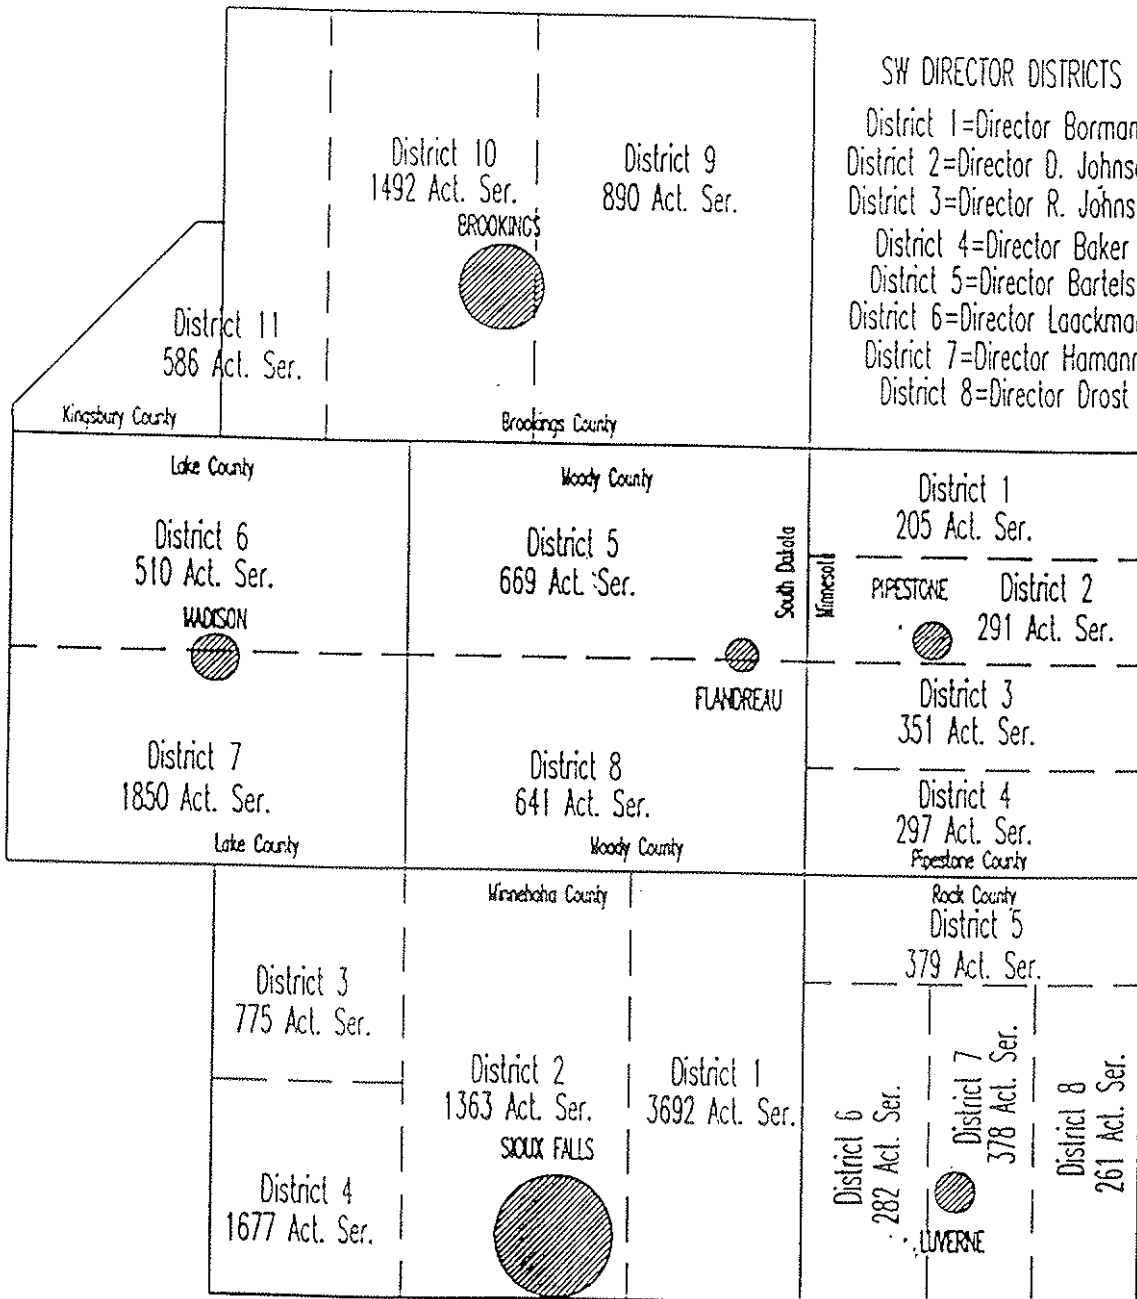 SW DIRECTOR DISTRICTS
District 1=Director Borman
District 2=Director D. Johnso
District 3=Director R. Johns
District 4=Director Baker
District 5=Director Bartels
District 6=Director Laackman
District 7=Director Hamann
District 8=Director Drost
District 10
1492 Act. Ser.
BROOKINGS
District 9
890 Act. Ser.
District 11
586 Act. Ser.
Kingsbury County
Brookings County
Lake County
Moody County
District 6
510 Act. Ser.
MADISON
District 5
669 Act. Ser.
South Dakota
Minnesota
District 1
205 Act. Ser.
PIPESTONE
District 2
291 Act. Ser.
FLANDREAU
District 3
351 Act. Ser.
District 7
1850 Act. Ser.
District 8
641 Act. Ser.
District 4
297 Act. Ser.
Lake County
Moody County
Pipestone County
Minnehaha County
Rock County
District 5
379 Act. Ser.
District 3
775 Act. Ser.
District 2
1363 Act. Ser.
SIOUX FALLS
District 1
3692 Act. Ser.
District 4
1677 Act. Ser.
District 6
282 Act. Ser.
District 7
378 Act. Ser.
District 8
261 Act. Ser.
LUVERNE